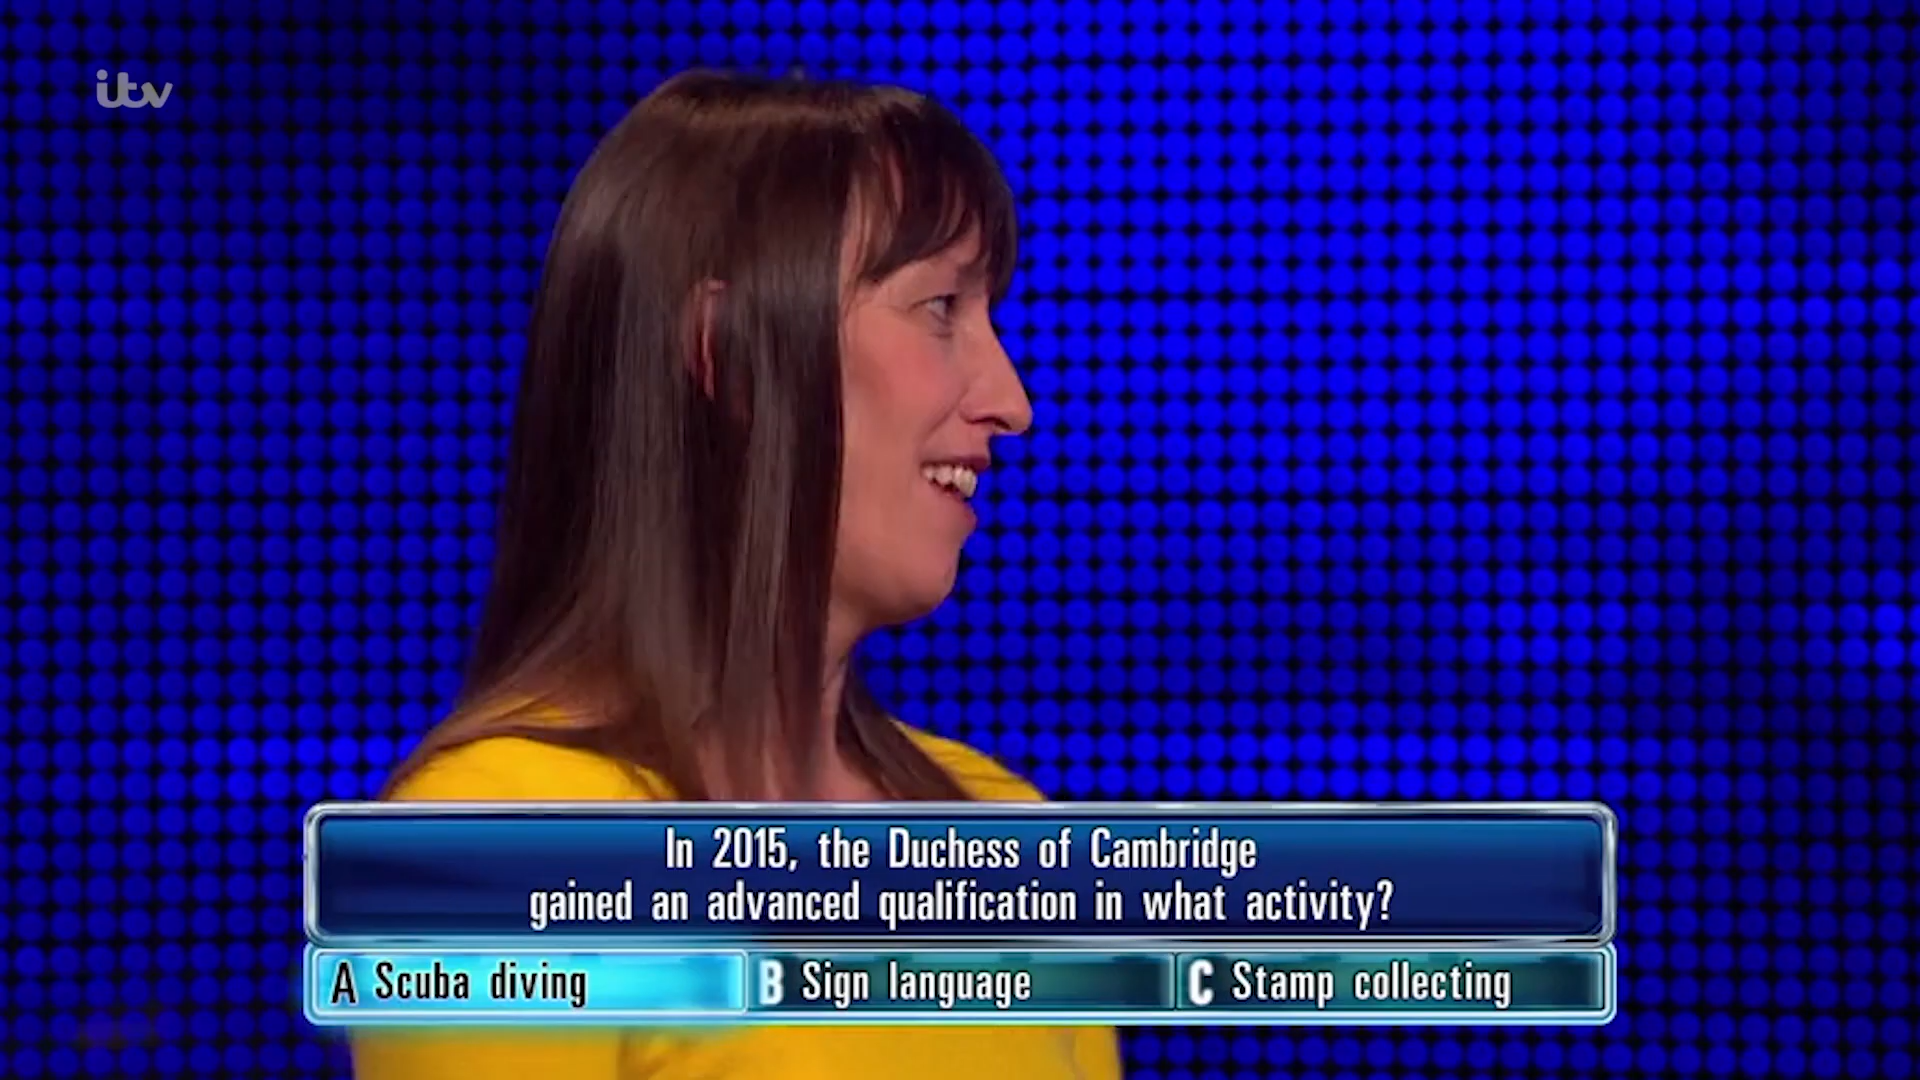 itv
In 2015, the Duchess of Cambridge
gained an advanced qualification in what activity?
A Scuba diving
B Sign language
C Stamp collecting